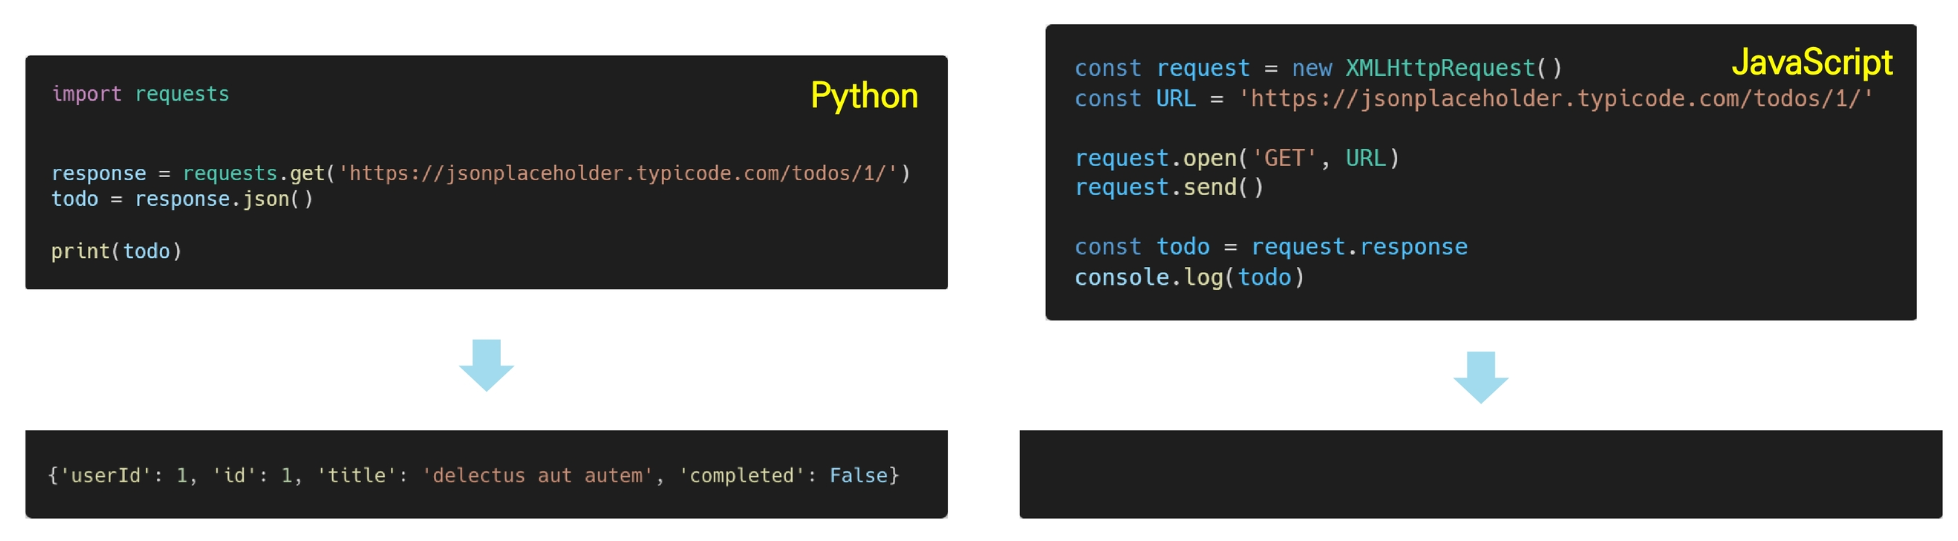 Python
import requests
response = requests.get('https://jsonplaceholder.typicode.com/todos/1/')
todo = response.json()
print(todo)
{'userId': 1, 'id': 1, 'title': 'delectus aut autem', 'completed': False}
JavaScript
const request = new XMLHttpRequest()
const URL = 'https://jsonplaceholder.typicode.com/todos/1/'
request.open('GET', URL)
request.send()
const todo = request.response
console.log(todo)